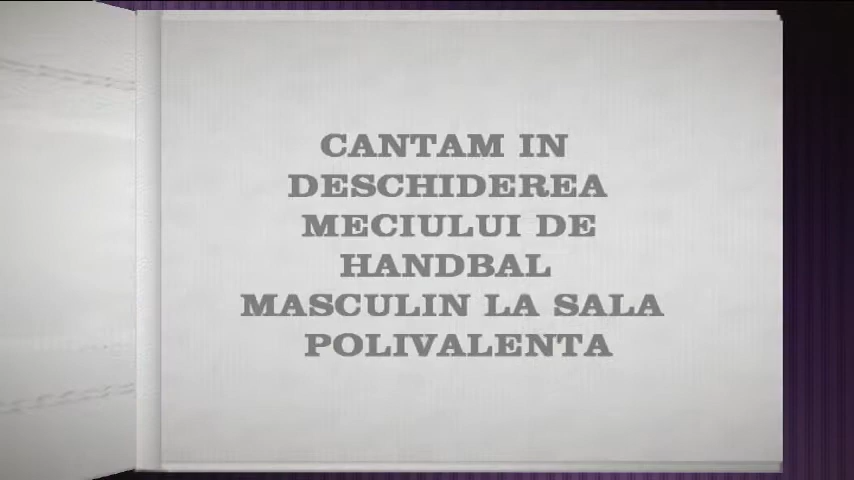 CANTAM IN
DESCHIDEREA
MECIULUI DE
HANDBAL
MASCULIN LA SALA
POLIVALENTA